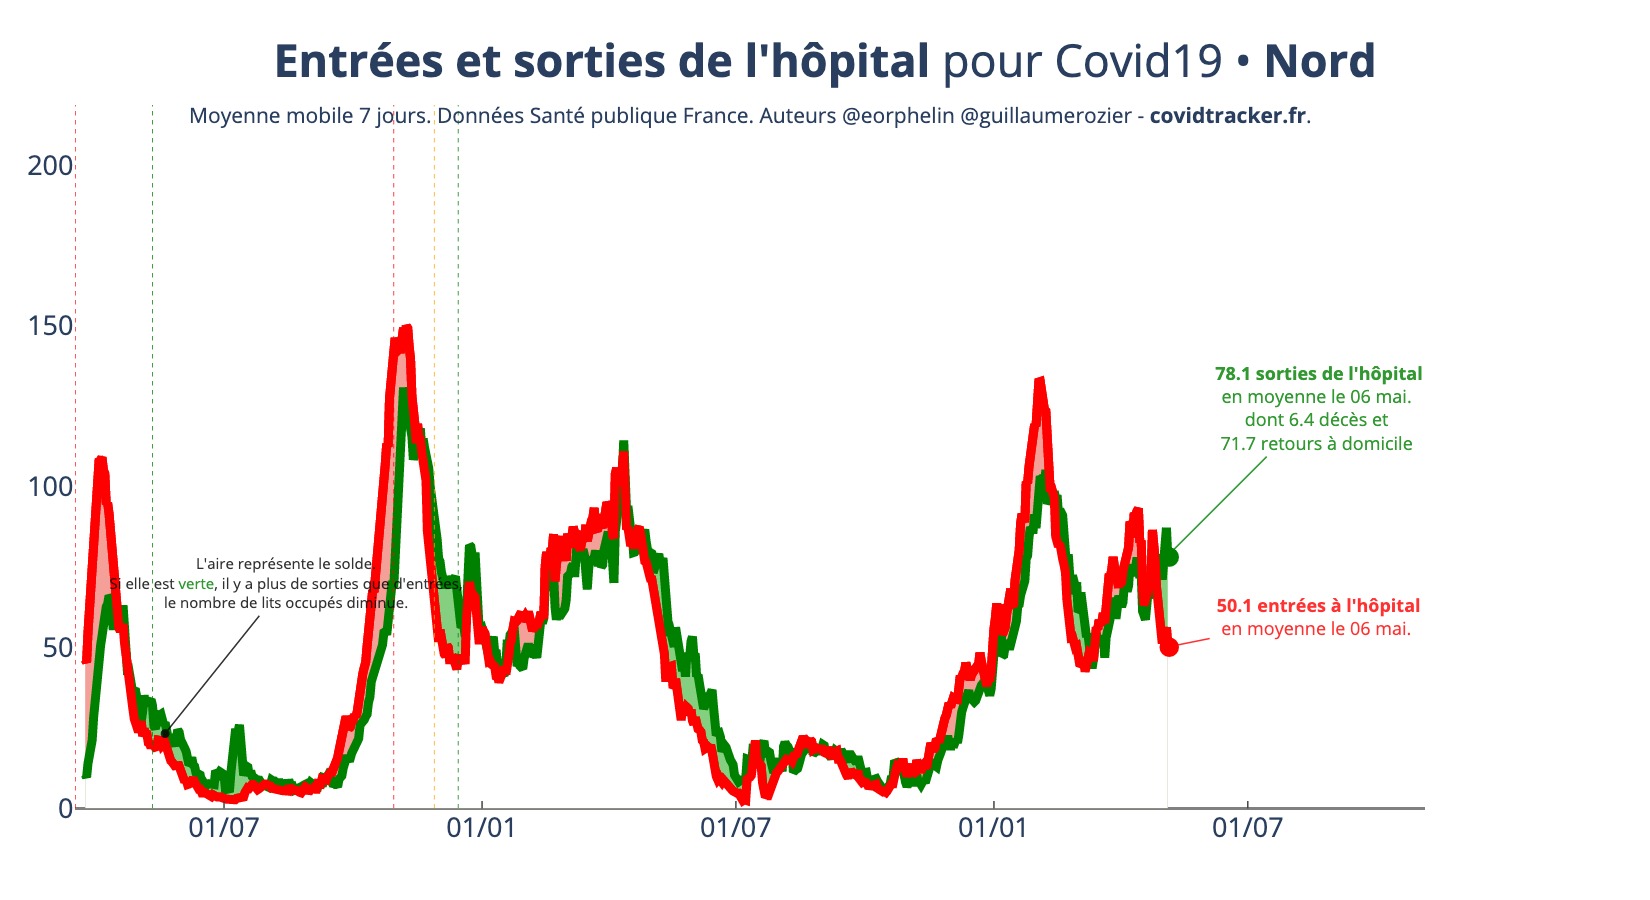 Entrées et sorties de l'hôpital pour Covid19 • Nord
Moyenne mobile 7 jours. Données Santé publique France. Auteurs @eorphelin @guillaumerozier - covidtracker.fr.
200
150
100
50
0
78.1 sorties de l'hôpital
en moyenne le 06 mai.
dont 6.4 décès et
71.7 retours à domicile
L'aire représente le solde.
Si elle est verte, il y a plus de sorties que d'entrées,
le nombre de lits occupés diminue.
50.1 entrées à l'hôpital
en moyenne le 06 mai.
01/07
01/01
01/07
01/01
01/07